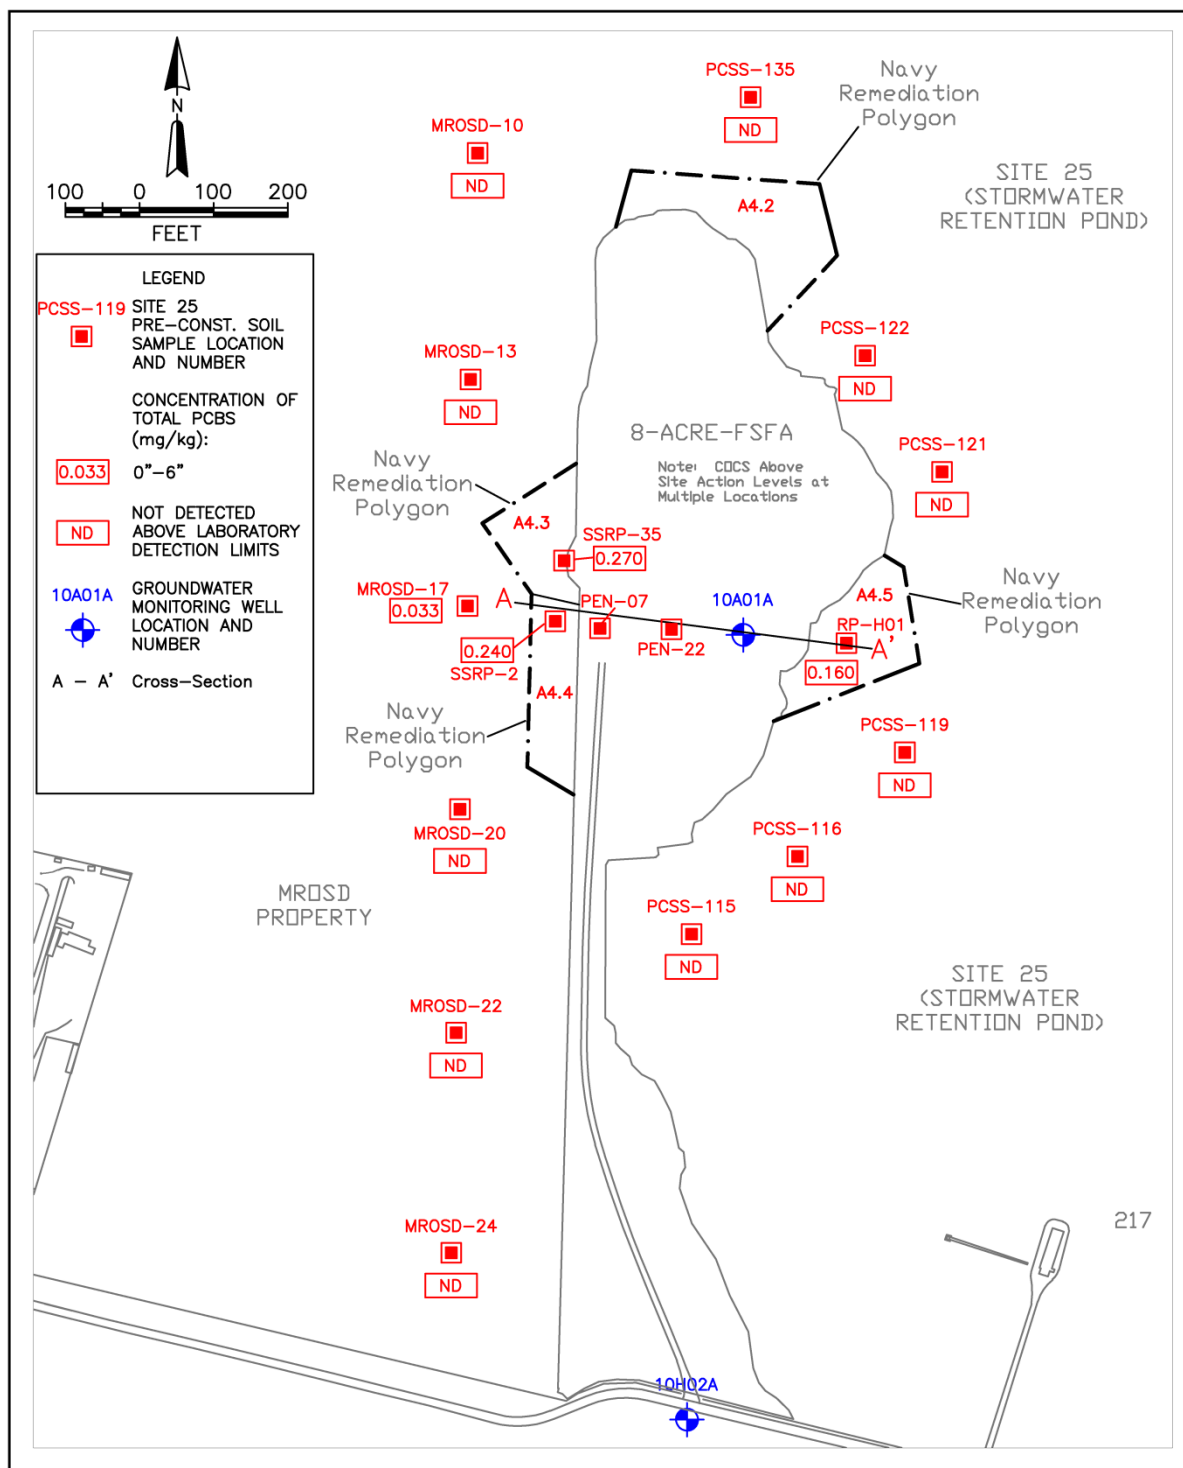 PCSS-135
ND
Navy
Remediation
Polygon
MROSD-10
ND
N
100 0 100 200
FEET
A4.2
SITE 25
(STORMWATER
RETENTION POND)
LEGEND
PCSS-119
SITE 25
PRE-CONST. SOIL
SAMPLE LOCATION
AND NUMBER
CONCENTRATION OF
TOTAL PCBS
(mg/kg):
0.033 0"-6"
ND
NOT DETECTED
ABOVE LABORATORY
DETECTION LIMITS
10A01A
GROUNDWATER
MONITORING WELL
LOCATION AND
NUMBER
A - A' Cross-Section
MROSD-13
ND
PCSS-122
ND
8-ACRE-FSFA
Note: COCS Above
Site Action Levels at
Multiple Locations
PCSS-121
ND
Navy
Remediation
Polygon
A4.3
SSRP-35
0.270
MROSD-17
0.033
A
PEN-07
10A01A
A4.5
Navy
Remediation
Polygon
0.240
SSRP-2
PEN-22
RP-H01
A'
0.160
A4.4
Navy
Remediation
Polygon
PCSS-119
ND
MROSD-20
ND
PCSS-116
ND
MROSD
PROPERTY
PCSS-115
ND
SITE 25
(STORMWATER
RETENTION POND)
MROSD-22
ND
MROSD-24
ND
217
10H02A